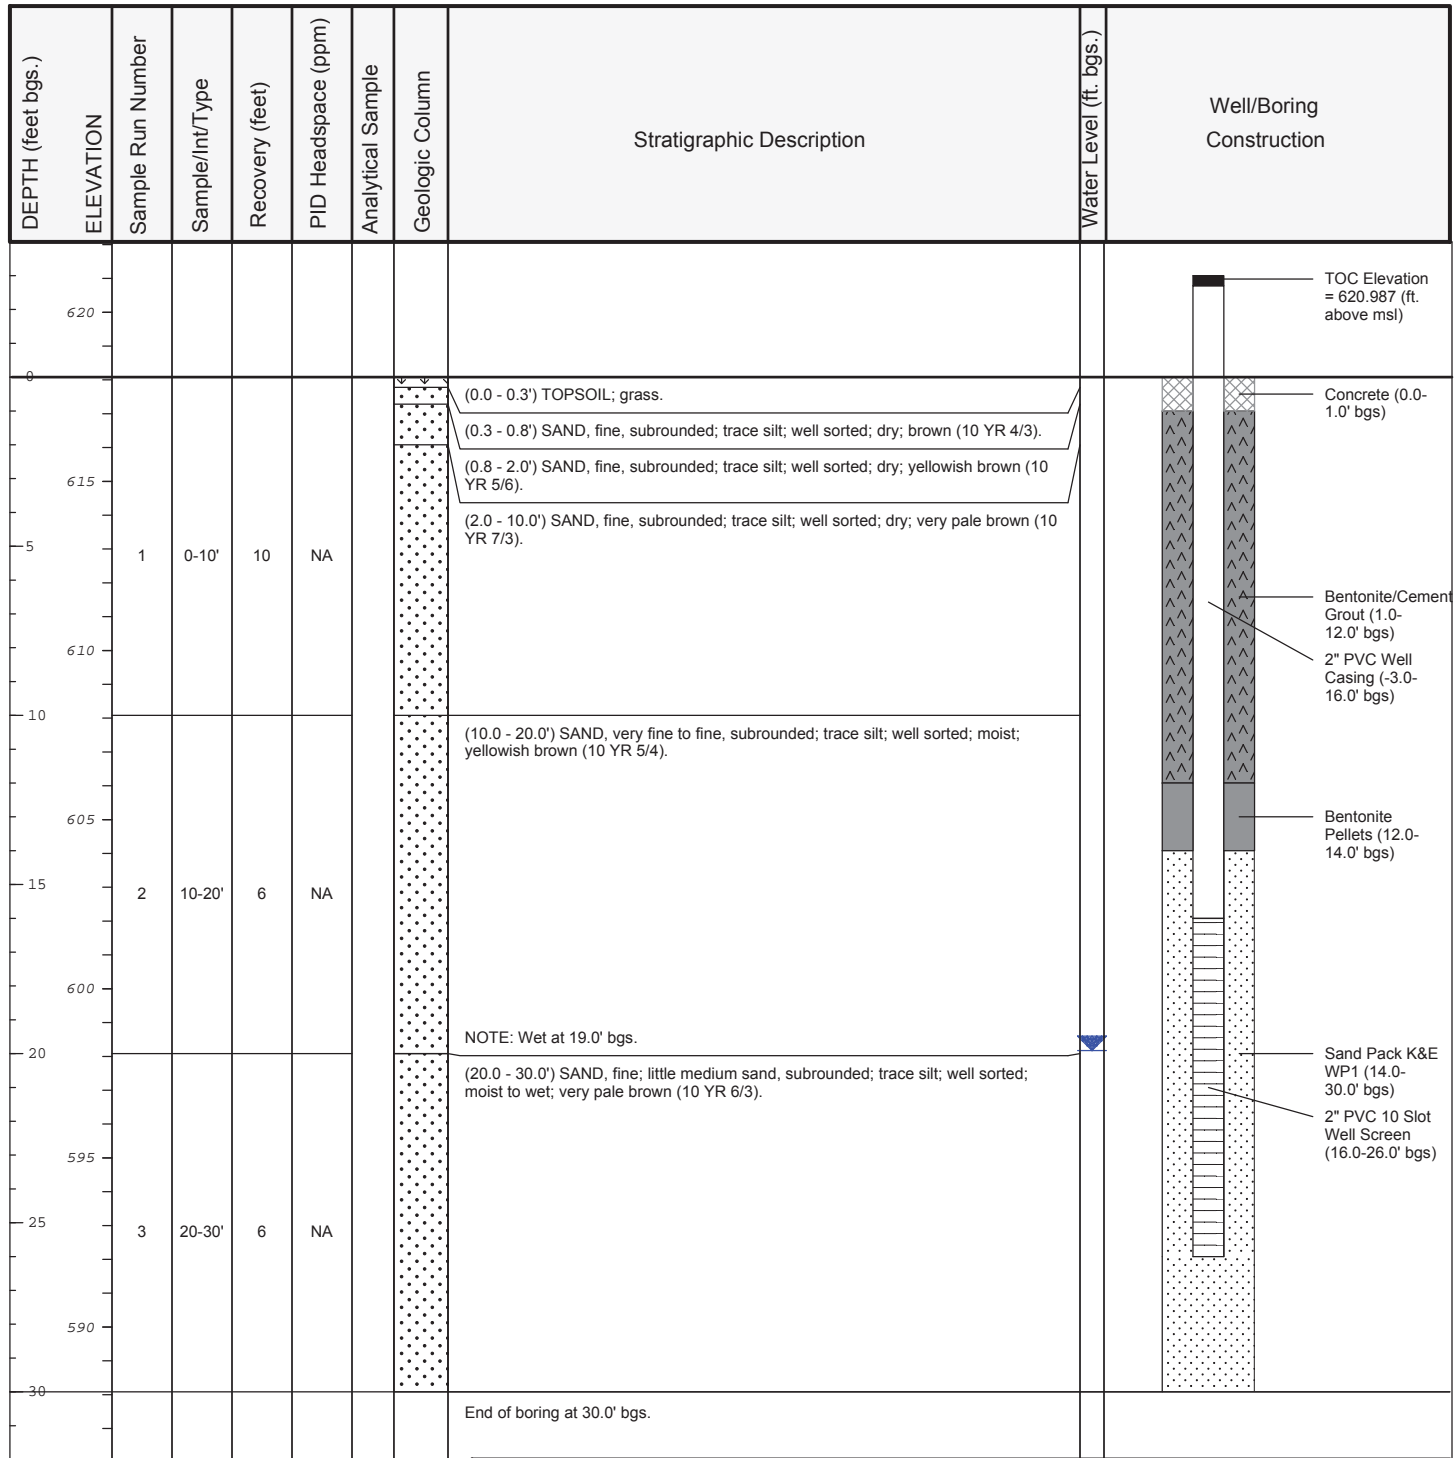 DEPTH (feet bgs.)
ELEVATION
Sample Run Number
Sample/Int/Type
Recovery (feet)
PID Headspace (ppm)
Analytical Sample
Geologic Column
Stratigraphic Description
Water Level (ft. bgs.)
Well/Boring
Construction
TOC Elevation
= 620.987 (ft.
above msl)
620
0
(0.0 - 0.3') TOPSOIL; grass.
Concrete (0.0-
1.0' bgs)
(0.3 - 0.8') SAND, fine, subrounded; trace silt; well sorted; dry; brown (10 YR 4/3).
(0.8 - 2.0') SAND, fine, subrounded; trace silt; well sorted; dry; yellowish brown (10
YR 5/6).
615
(2.0 - 10.0') SAND, fine, subrounded; trace silt; well sorted; dry; very pale brown (10
YR 7/3).
5
1 0-10' 10 NA
Bentonite/Cement
Grout (1.0-
12.0' bgs)
610
2" PVC Well
Casing (-3.0-
16.0' bgs)
10
(10.0 - 20.0') SAND, very fine to fine, subrounded; trace silt; well sorted; moist;
yellowish brown (10 YR 5/4).
605
Bentonite
Pellets (12.0-
14.0' bgs)
15
2 10-20' 6 NA
600
NOTE: Wet at 19.0' bgs.
20
(20.0 - 30.0') SAND, fine; little medium sand, subrounded; trace silt; well sorted;
moist to wet; very pale brown (10 YR 6/3).
Sand Pack K&E
WP1 (14.0-
30.0' bgs)
2" PVC 10 Slot
Well Screen
(16.0-26.0' bgs)
595
25
3 20-30' 6 NA
590
30
End of boring at 30.0' bgs.